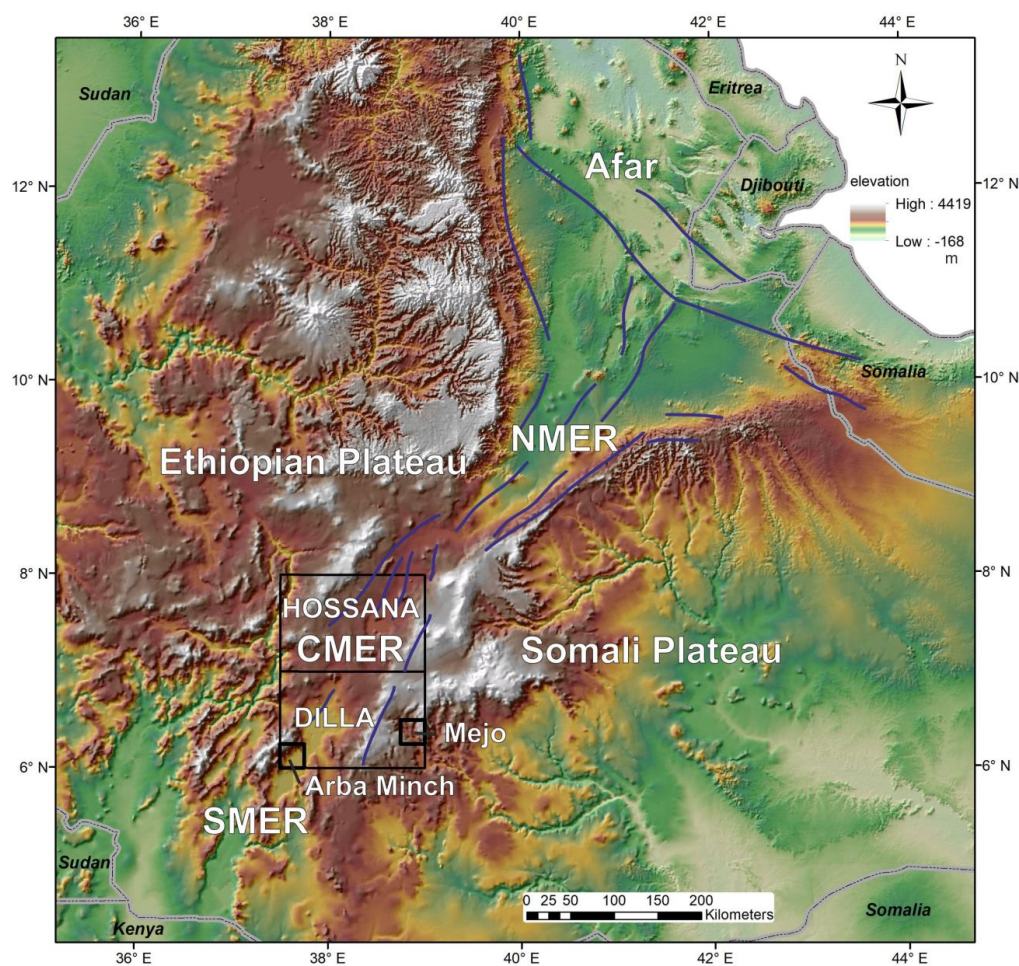 36° E
38° E
40° E
42° E
44° E
Sudan
Eritrea
N
Afar
Djibouti
elevation
High : 4419
Low : -168
m
12° N
12° N
10° N
Somalia
10° N
NMER
Ethiopian Plateau
8° N
8° N
HOSSANA
CMER
Somali Plateau
DILLA
Mejo
6° N
Arba Minch
6° N
SMER
Sudan
Kenya
0 25 50 100 150 200
Kilometers
Somalia
36° E
38° E
40° E
42° E
44° E